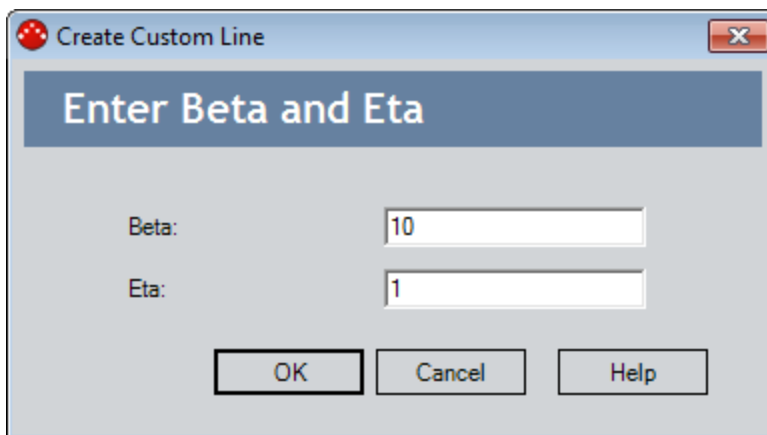 Create Custom Line
Enter Beta and Eta
Beta: 10
Eta: 1
OK Cancel Help